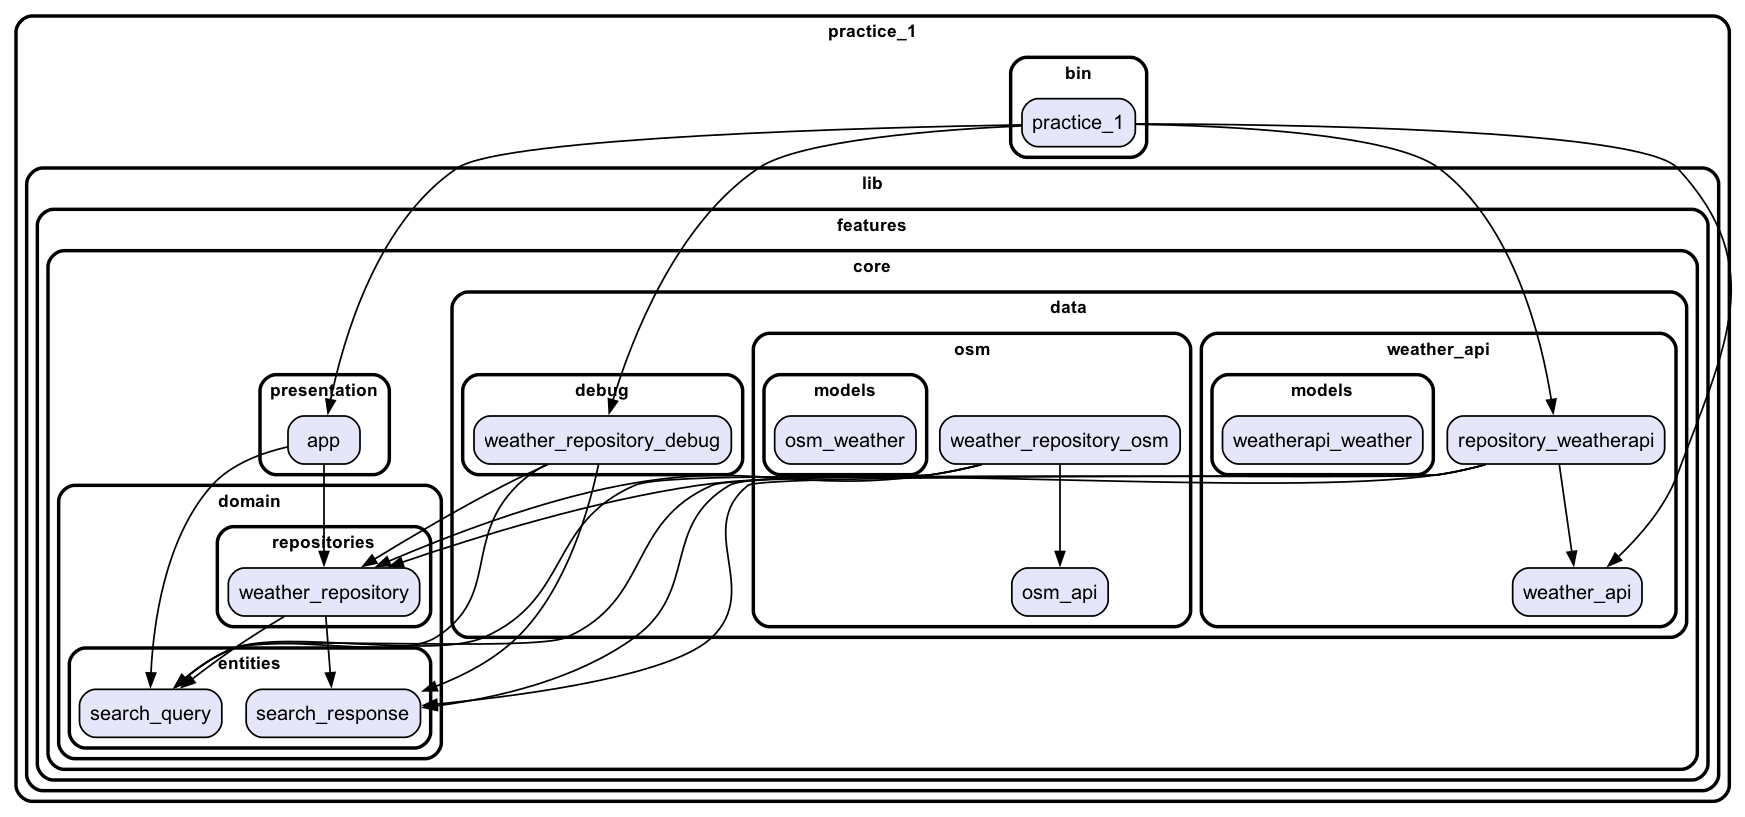 practice_1
bin
practice_1
lib
features
core
data
osm
weather_api
presentation
debug
models
models
app
weather_repository_debug
osm_weather
weather_repository_osm
weatherapi_weather
repository_weatherapi
domain
repositories
weather_repository
osm_api
weather_api
entities
search_query
search_response